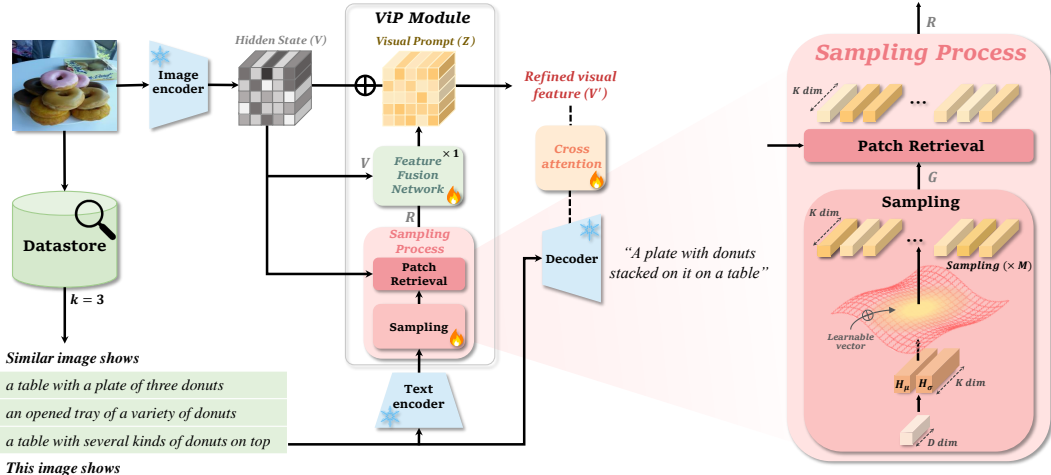 ViP Module
Hidden State (V)
Visual Prompt (Z)
Image
encoder
Refined visual
feature (V')
× 1
V
Feature
Fusion
Network
Cross
attention
R
Sampling
Process
Patch
Retrieval
Sampling
Datastore
k = 3
Decoder
"A plate with donuts
stacked on it on a table"
Text
encoder
Similar image shows
a table with a plate of three donuts
an opened tray of a variety of donuts
a table with several kinds of donuts on top
This image shows
R
Sampling Process
K dim
...
Patch Retrieval
G
Sampling
K dim
...
Sampling (× M)
Learnable
vector
Hμ Hσ
K dim
D dim